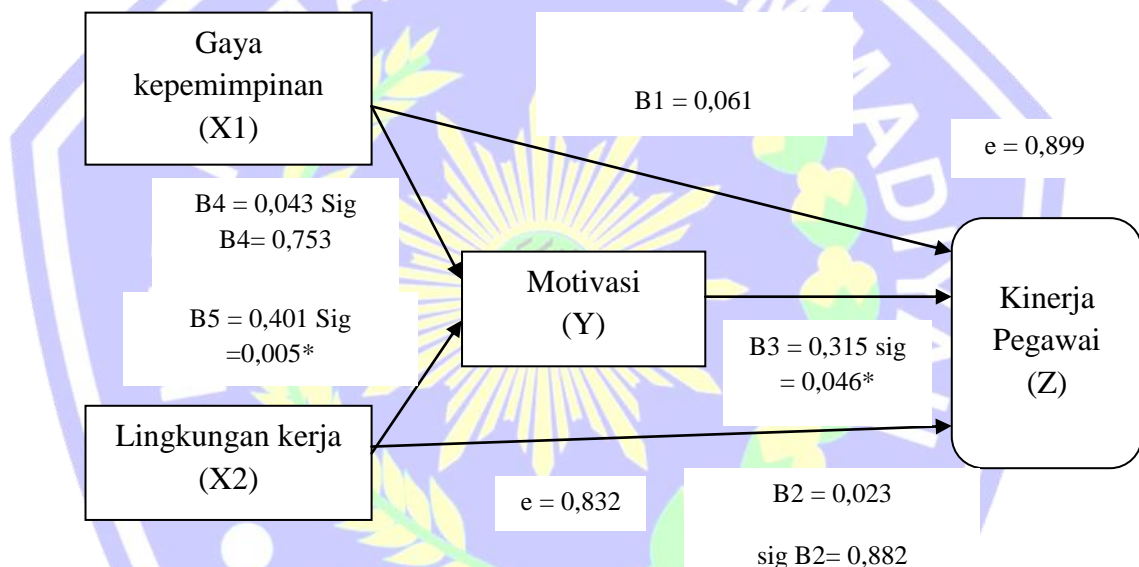 Gaya
kepemimpinan
(X1)
B1 = 0,061
e = 0,899
B4 = 0,043 Sig
B4= 0,753
Motivasi
(Y)
Kinerja
Pegawai
(Z)
B5 = 0,401 Sig
=0,005*
B3 = 0,315 sig
= 0,046*
Lingkungan kerja
(X2)
e = 0,832
B2 = 0,023
sig B2= 0,882